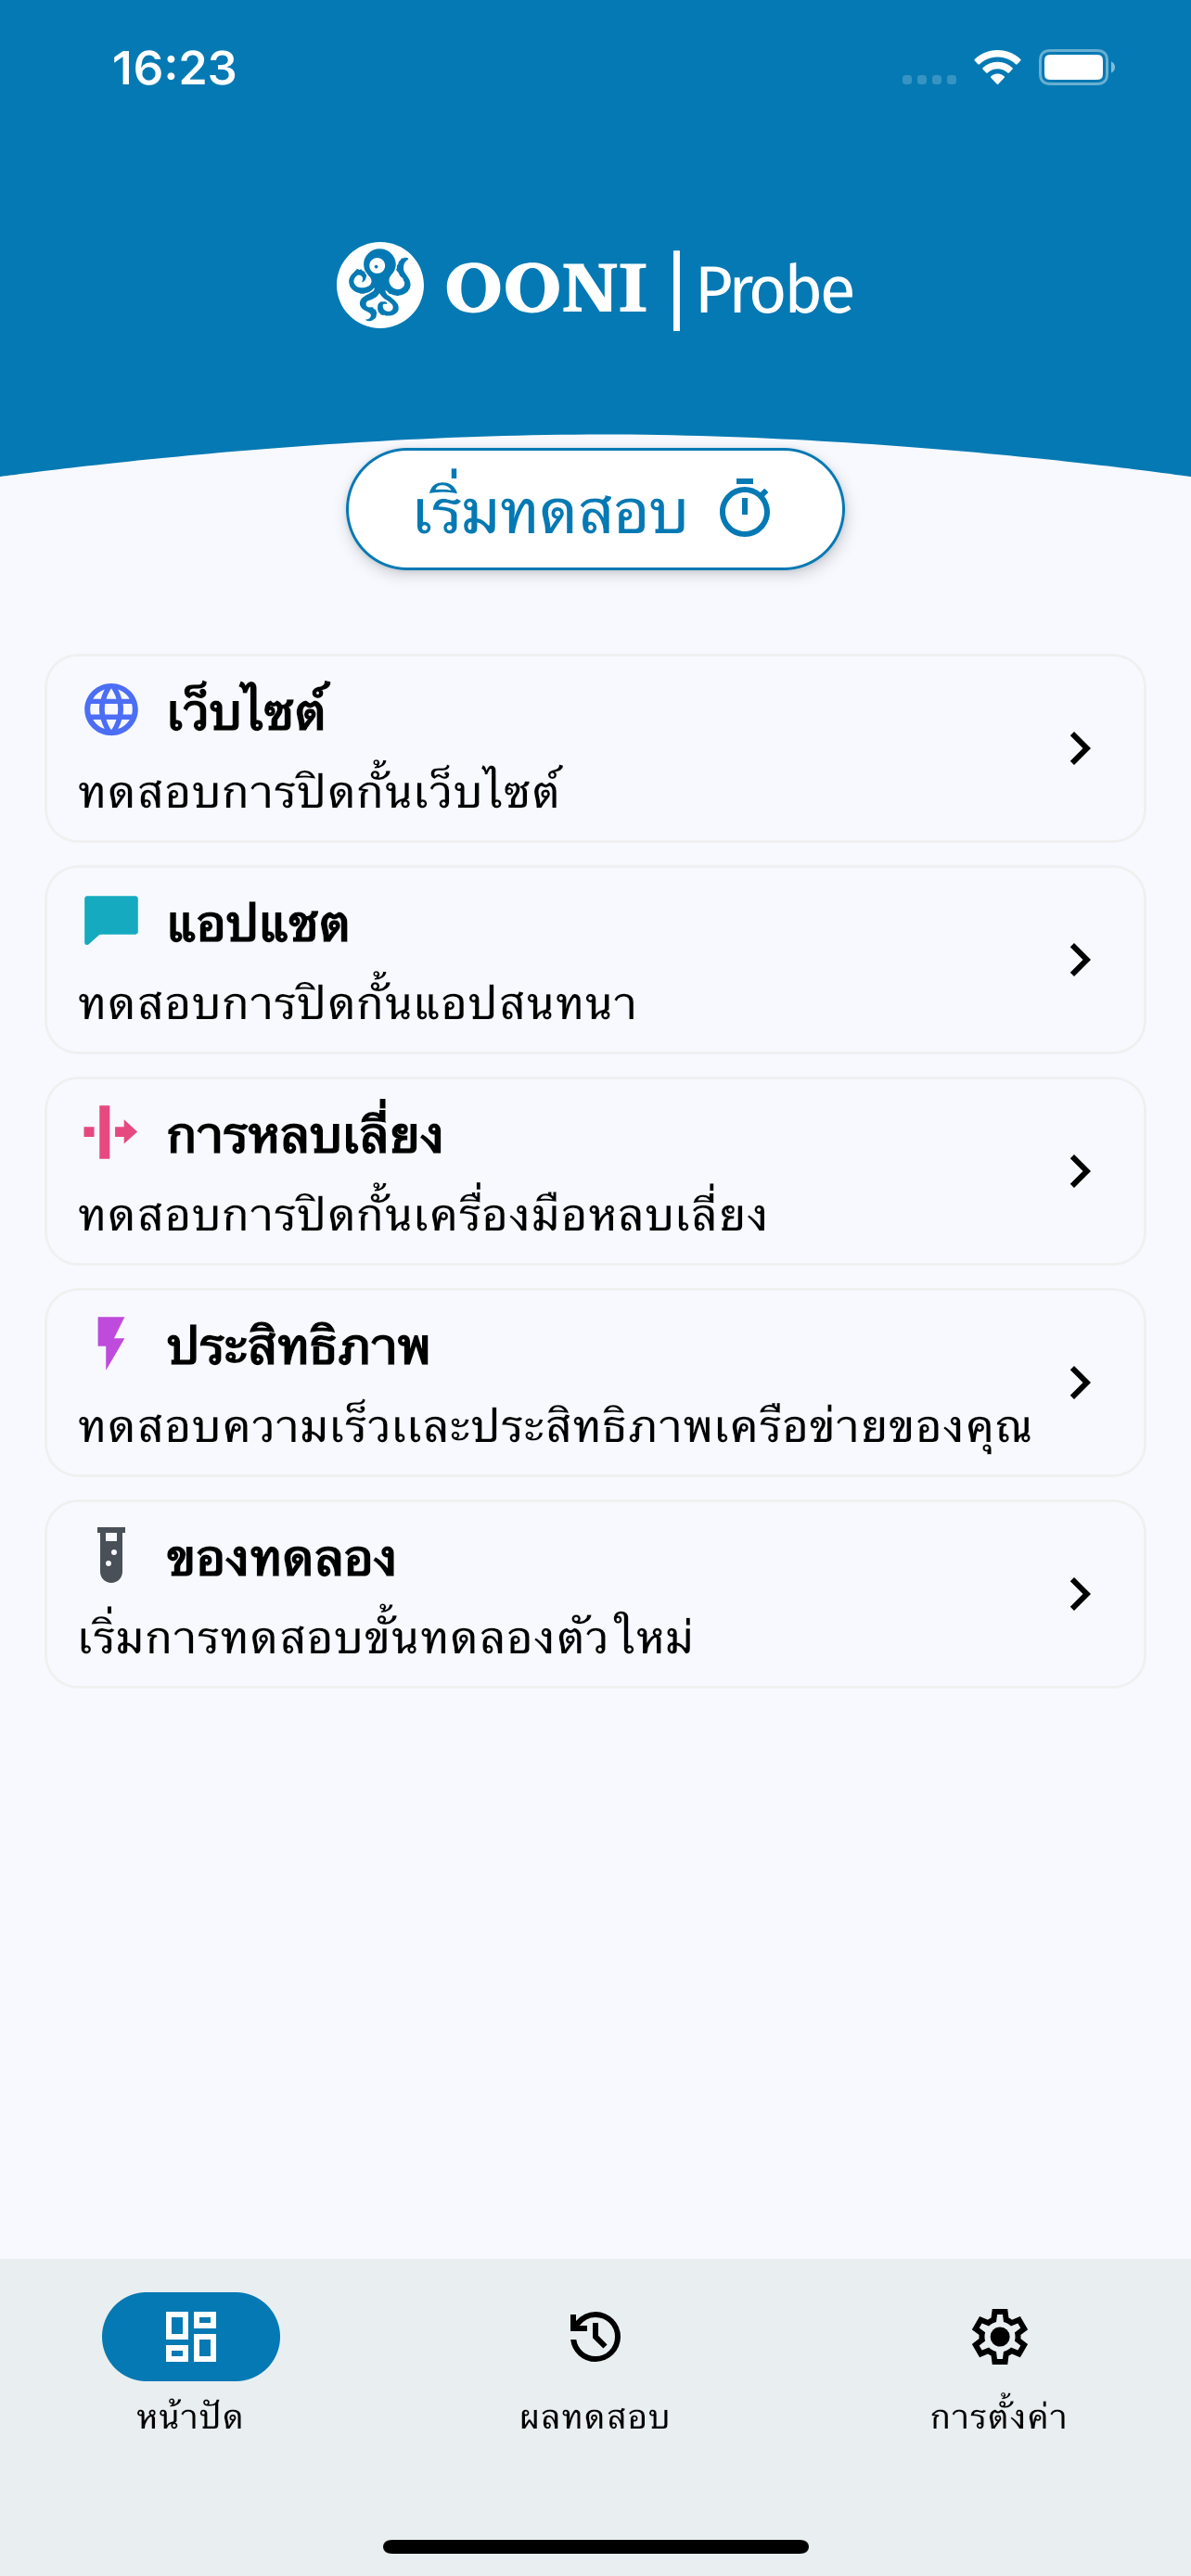 16:23
OONI | Probe
เริ่มทดสอบ
เว็บไซต์
ทดสอบการปิดกั้นเว็บไซต์
แอปแชต
ทดสอบการปิดกั้นแอปสนทนา
การหลบเลี่ยง
ทดสอบการปิดกั้นเครื่องมือหลบเลี่ยง
ประสิทธิภาพ
ทดสอบความเร็วและประสิทธิภาพเครือข่ายของคุณ
ของทดลอง
เริ่มการทดสอบขั้นทดลองตัวใหม่
หน้าปัด
ผลทดสอบ
การตั้งค่า